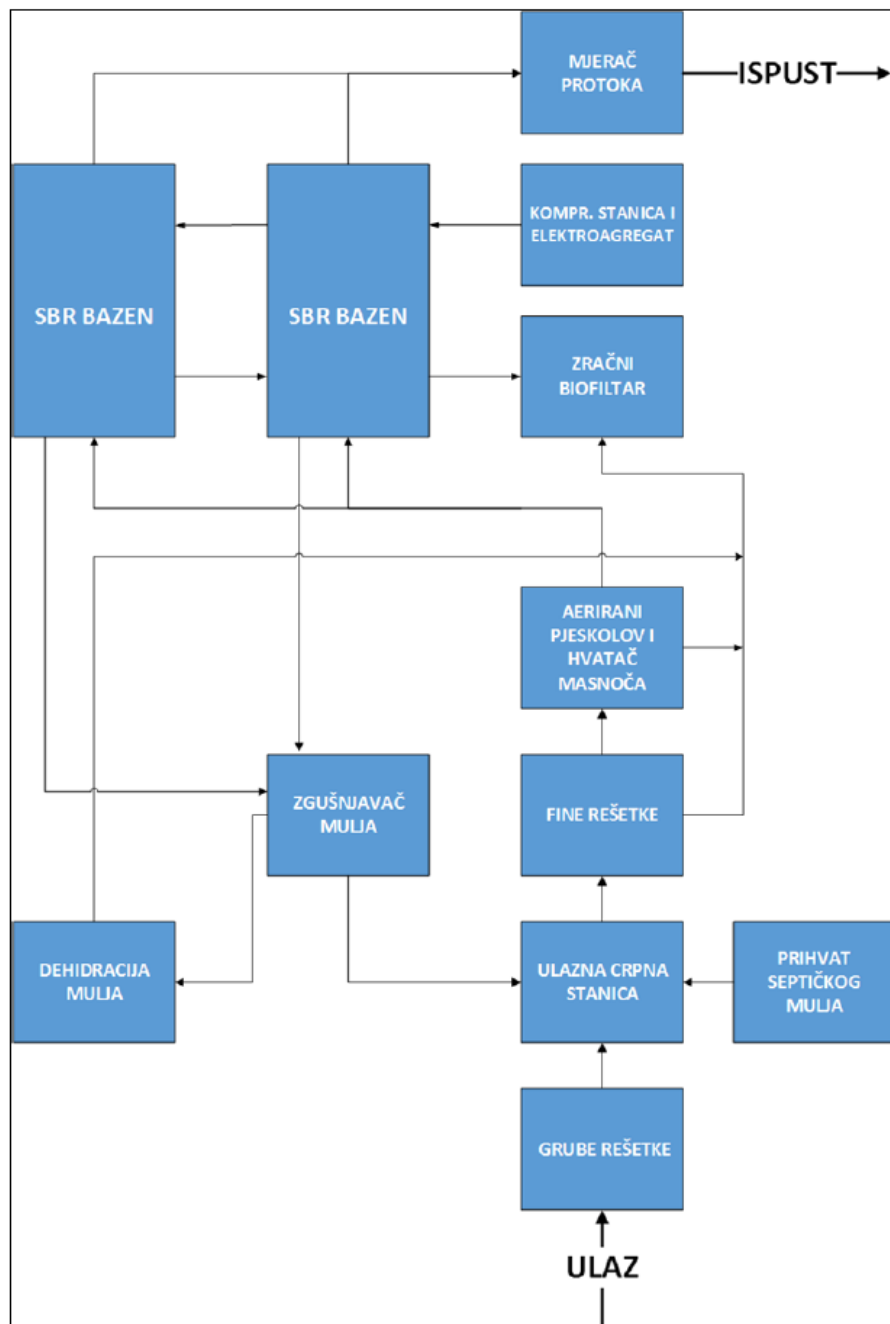 MJERAČ
PROTOKA
ISPUST
KOMPR. STANICA I
ELEKTROAGREGAT
SBR BAZEN
SBR BAZEN
ZRAČNI
BIOFILTAR
AERIRANI
PJESKOLOV I
HVATAČ
MASNOČA
ZGUŠNJAVAČ
MULJA
FINE REŠETKE
DEHIDRACIJA
MULJA
ULAZNA CRPNA
STANICA
PRIHVAT
SEPTIČKOG
MULJA
GRUBE REŠETKE
ULAZ